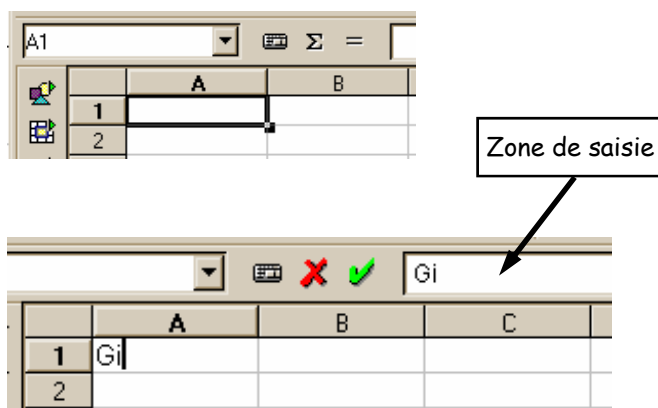 A1 Σ =
A B
1
2
Zone de saisie
Gi
A B C
1 Gi
2